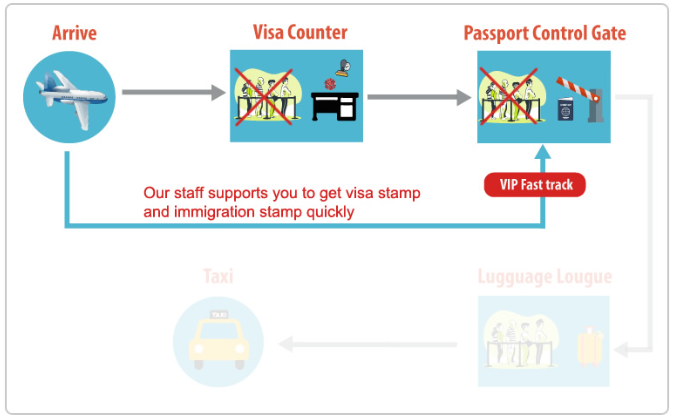 Arrive
Visa Counter
Passport Control Gate
Our staff supports you to get visa stamp
and immigration stamp quickly
VIP Fast track
Taxi
Lugguage Lougue
TAXI